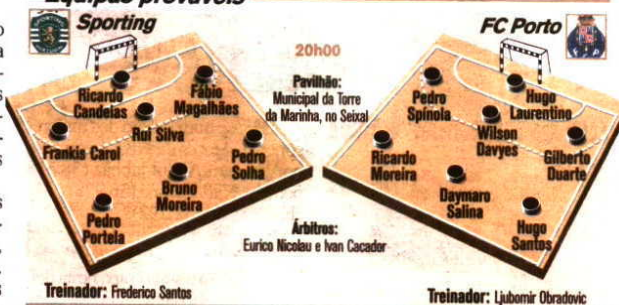 Equipas prováveis
Sporting
FC Porto
20h00
Pavilhão:
Municipal da Torre
da Marinha, no Seixal
Ricardo
Candeias
Fábio
Magalhães
Rui Silva
Frankis Carol
Pedro
Solha
Bruno
Moreira
Pedro
Portela
Pedro
Spínola
Hugo
Laurentino
Wilson
Davyes
Ricardo
Moreira
Gilberto
Duarte
Daymaro
Salina
Hugo
Santos
Árbitros:
Eurico Nicolau e Ivan Cacador
Treinador: Frederico Santos
Treinador: Ljubomir Obradovic